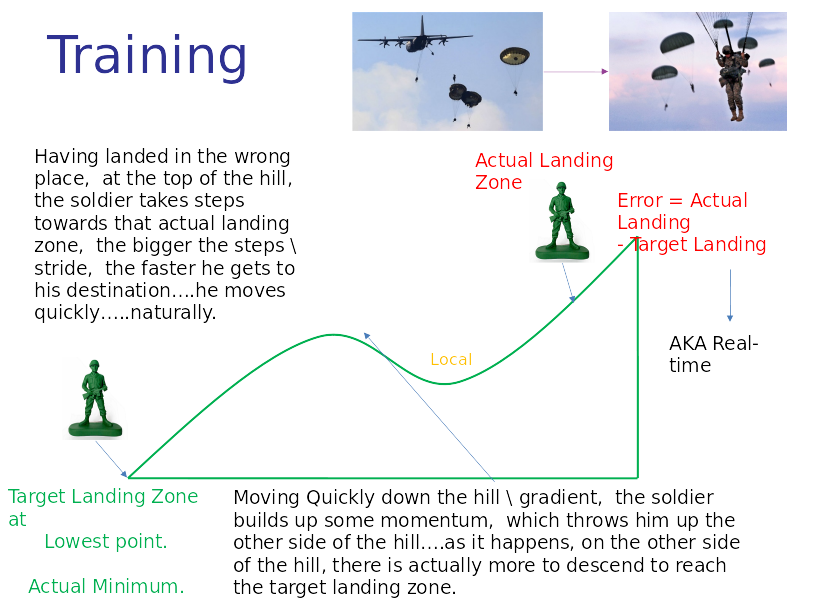 Training
Having landed in the wrong
place,  at the top of the hill,
the soldier takes steps
towards that actual landing
zone,  the bigger the steps \
stride,  the faster he gets to
his destination….he moves
quickly…..naturally.
Actual Landing
Zone
Error = Actual
Landing
- Target Landing
AKA Real-
time
Local
Target Landing Zone
at
Lowest point.
Actual Minimum.
Moving Quickly down the hill \ gradient,  the soldier
builds up some momentum,  which throws him up the
other side of the hill….as it happens, on the other side
of the hill, there is actually more to descend to reach
the target landing zone.